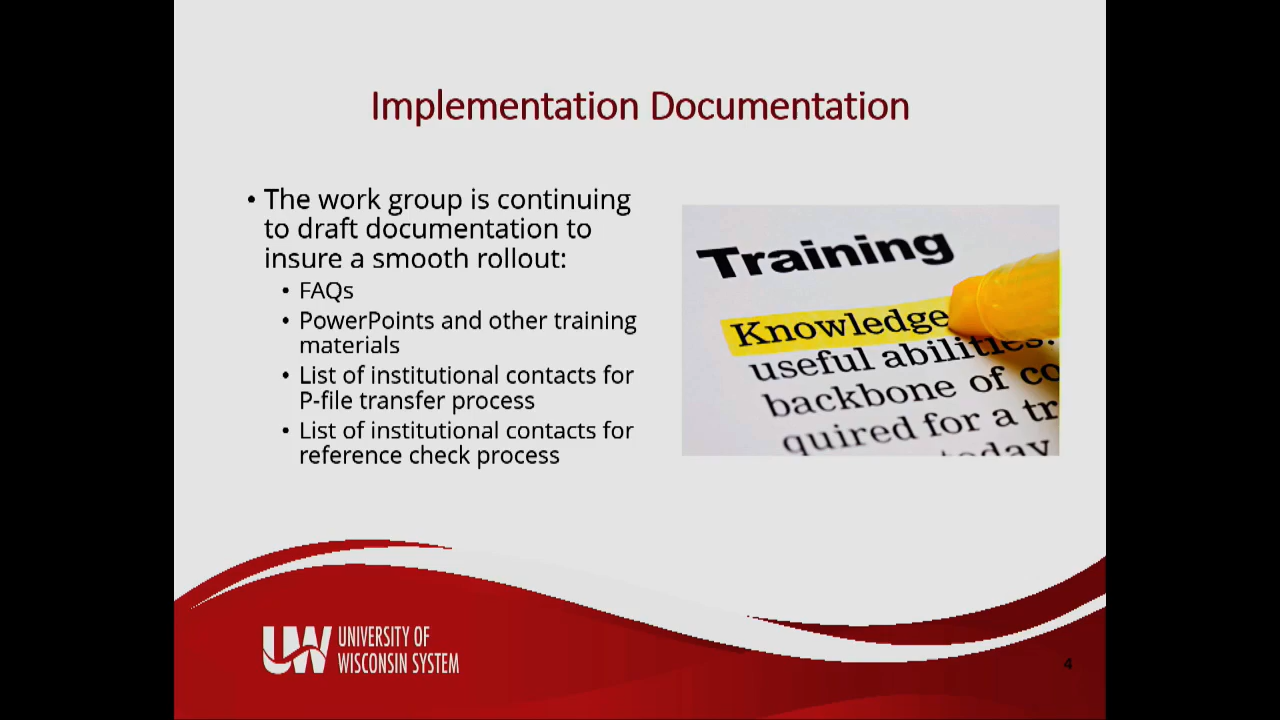 Implementation Documentation
• The work group is continuing
to draft documentation to
insure a smooth rollout:
• FAQs
• PowerPoints and other training
materials
• List of institutional contacts for
P-file transfer process
• List of institutional contacts for
reference check process
Training
Knowledge
useful abilities.
backbone of co
quired for a tr
today
UW UNIVERSITY OF
WISCONSIN SYSTEM
4